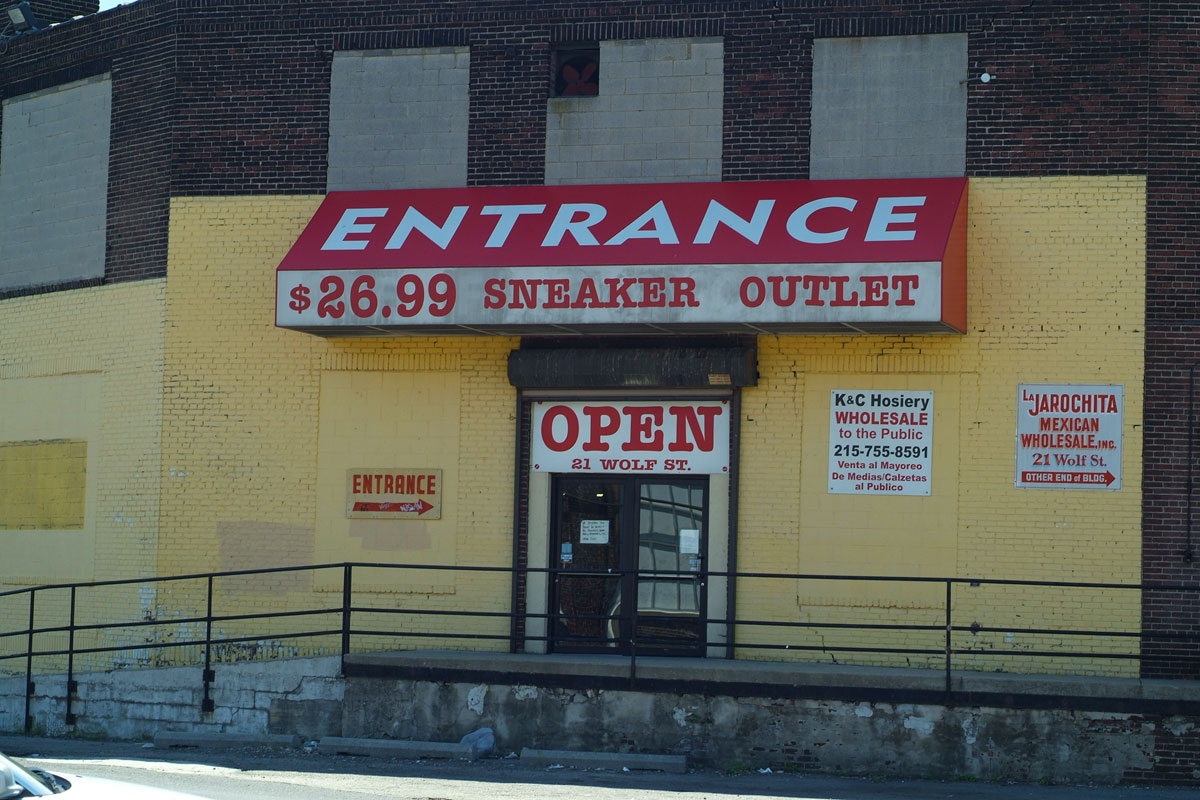 ENTRANCE
$26.99 SNEAKER OUTLET
OPEN
21 WOLF ST.
ENTRANCE
K&C Hosiery
WHOLESALE
to the Public
215-755-8591
Venta al Mayoreo
De Medias/Calzetas
al Publico
LA JAROCHITA
MEXICAN
WHOLESALE, INC.
21 Wolf St.
OTHER END of BLDG.